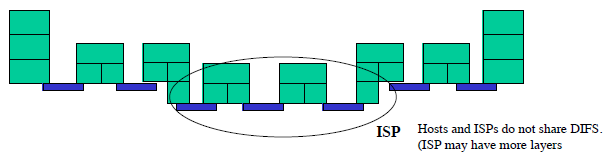 ISP
Hosts and ISPs do not share DIFS.
(ISP may have more layers